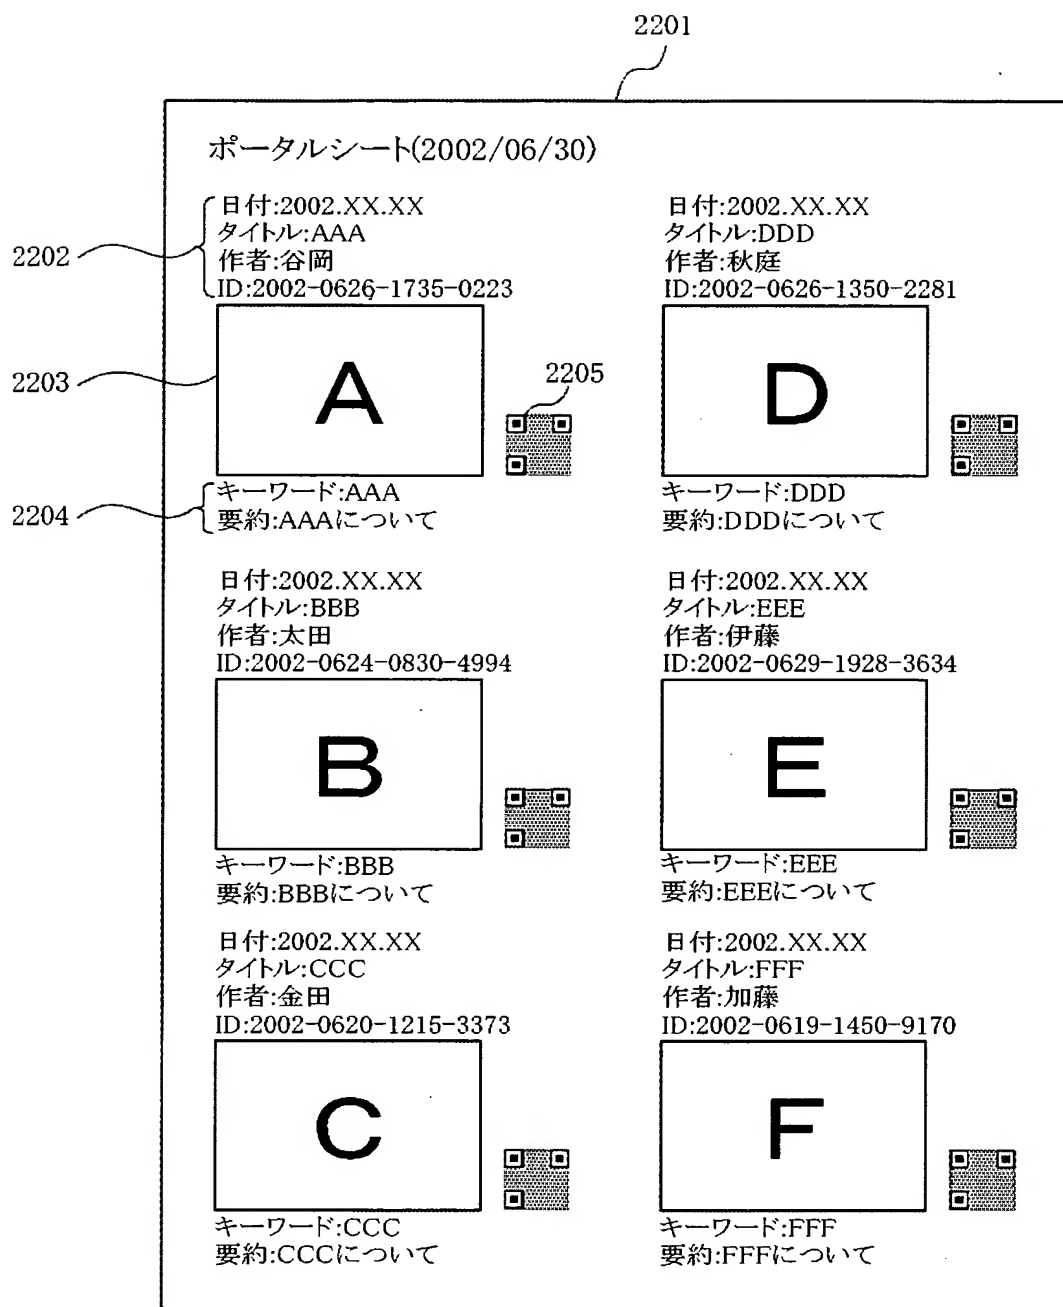 2201
ポータルシート(2002/06/30)
2202
日付:2002.XX.XX
タイトル:AAA
作者:谷岡
ID:2002-0626-1735-0223
2203
A
2205
2204
キーワード:AAA
要約:AAAについて
日付:2002.XX.XX
タイトル:DDD
作者:秋庭
ID:2002-0626-1350-2281
D
キーワード:DDD
要約:DDDについて
日付:2002.XX.XX
タイトル:BBB
作者:太田
ID:2002-0624-0830-4994
B
キーワード:BBB
要約:BBBについて
日付:2002.XX.XX
タイトル:EEE
作者:伊藤
ID:2002-0629-1928-3634
E
キーワード:EEE
要約:EEEについて
日付:2002.XX.XX
タイトル:CCC
作者:金田
ID:2002-0620-1215-3373
C
キーワード:CCC
要約:CCCについて
日付:2002.XX.XX
タイトル:FFF
作者:加藤
ID:2002-0619-1450-9170
F
キーワード:FFF
要約:FFFについて